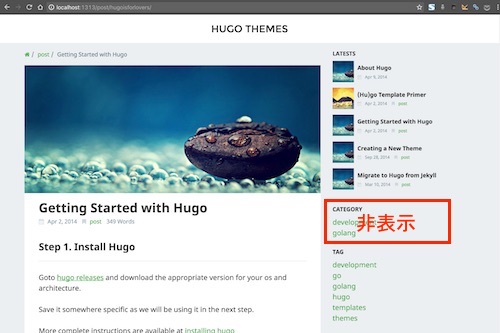 localhost:1313/post/hugoisforlovers/
HUGO THEMES
/ post / Getting Started with Hugo
Getting Started with Hugo
Apr 2, 2014 post 349 Words
Step 1. Install Hugo
Goto hugo releases and download the appropriate version for your os and
architecture.
Save it somewhere specific as we will be using it in the next step.
More complete instructions are available at installing hugo
LATESTS
About Hugo
Apr 9, 2014
(Hu)go Template Primer
Apr 2, 2014 post
Getting Started with Hugo
Apr 2, 2014 post
Creating a New Theme
Sep 28, 2014 post
Migrate to Hugo from Jekyll
Mar 10, 2014 post
CATEGORY
非表示
golang
TAG
development
go
golang
hugo
templates
themes